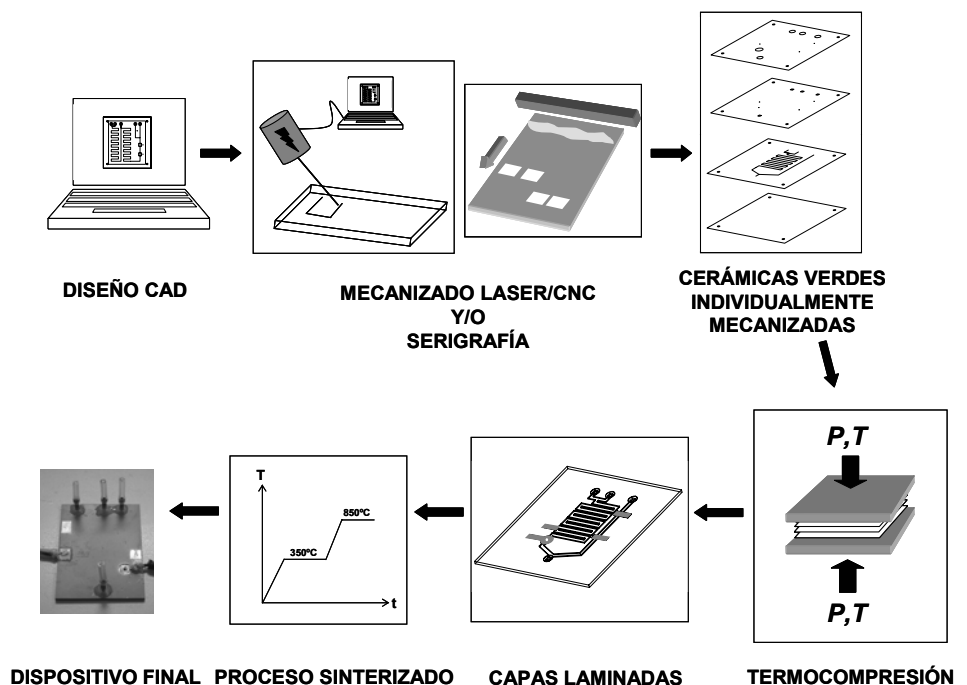 DISEÑO CAD
MECANIZADO LASER/CNC
Y/O
SERIGRAFÍA
CERÁMICAS VERDES
INDIVIDUALMENTE
MECANIZADAS
P,T
P,T
TERMOCOMPRESIÓN
CAPAS LAMINADAS
T
850ºC
350ºC
t
PROCESO SINTERIZADO
DISPOSITIVO FINAL